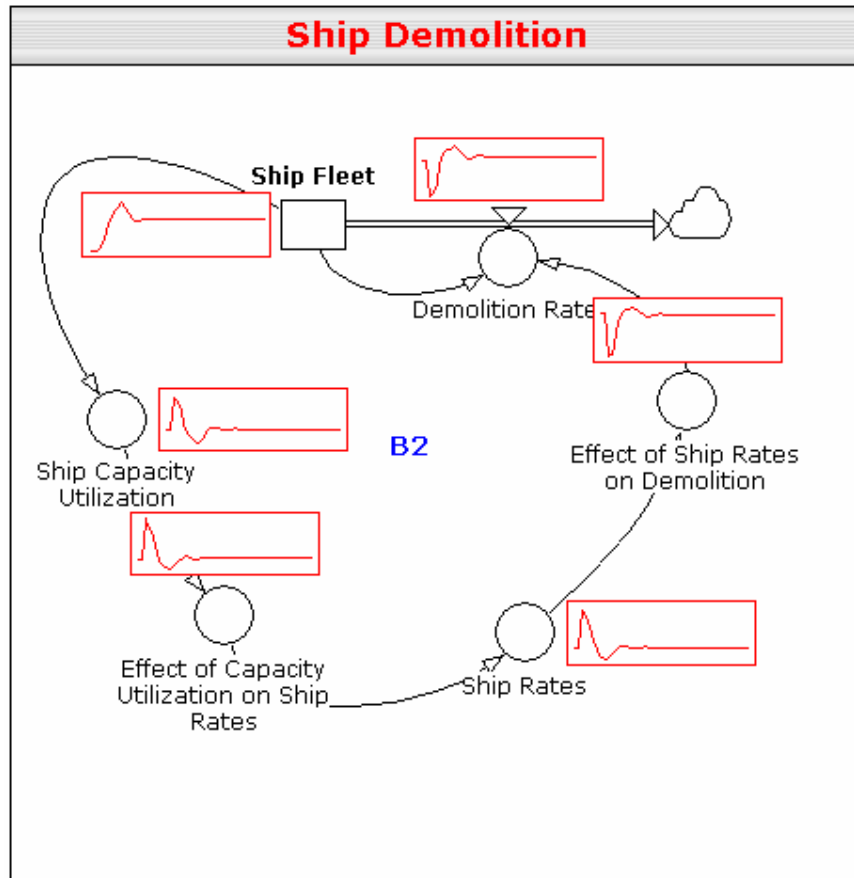 Ship Demolition
Ship Fleet
Demolition Rate
Ship Capacity
Utilization
B2
Effect of Ship Rates
on Demolition
Effect of Capacity
Utilization on Ship
Rates
Ship Rates